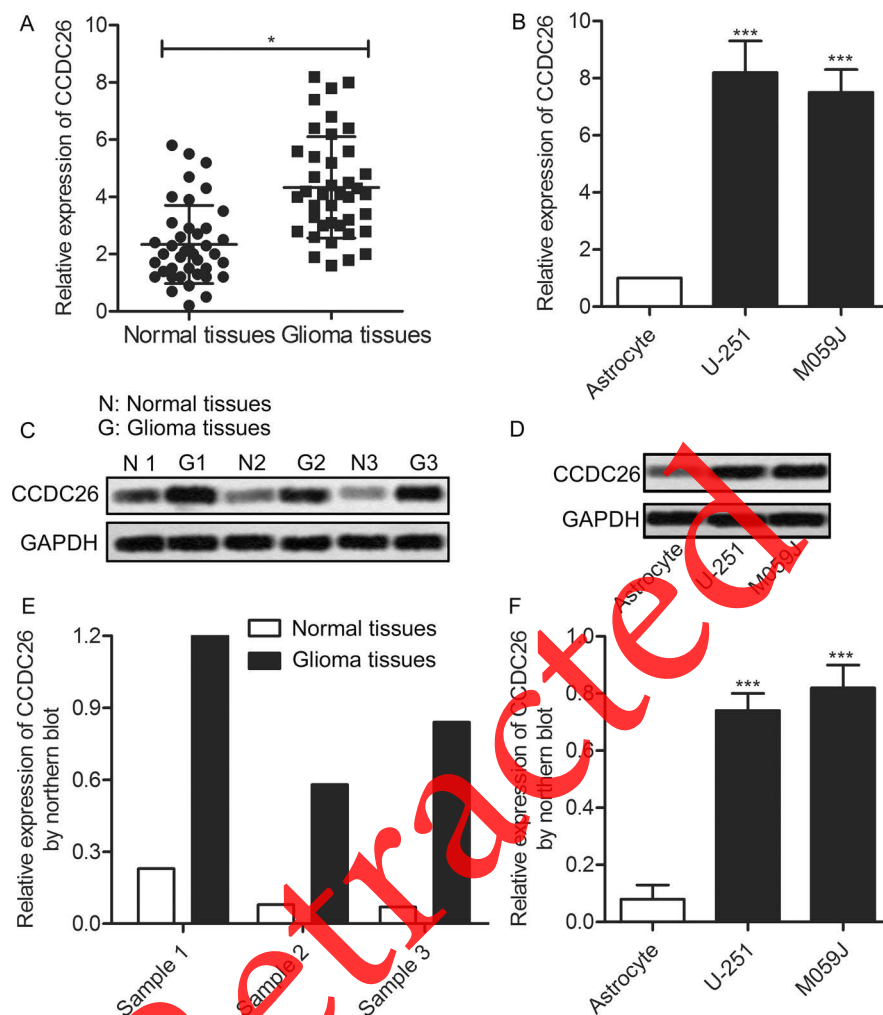 A
Relative expression of CCDC26
10
8
6
4
2
0
*
Normal tissues Glioma tissues
B
Relative expression of CCDC26
10
8
6
4
2
0
***
***
Astrocyte
U-251
M059J
N: Normal tissues
G: Glioma tissues
C
N 1 G1 N2 G2 N3 G3
CCDC26
GAPDH
D
CCDC26
GAPDH
Astrocyte
U-251
M059J
E
Relative expression of CCDC26
by northern blot
1.2
0.9
0.6
0.3
0.0
Normal tissues
Glioma tissues
Sample 1
Sample 2
Sample 3
F
Relative expression of CCDC26
by northern blot
1.0
0.8
0.6
0.4
0.2
0.0
***
***
Astrocyte
U-251
M059J
Retracted